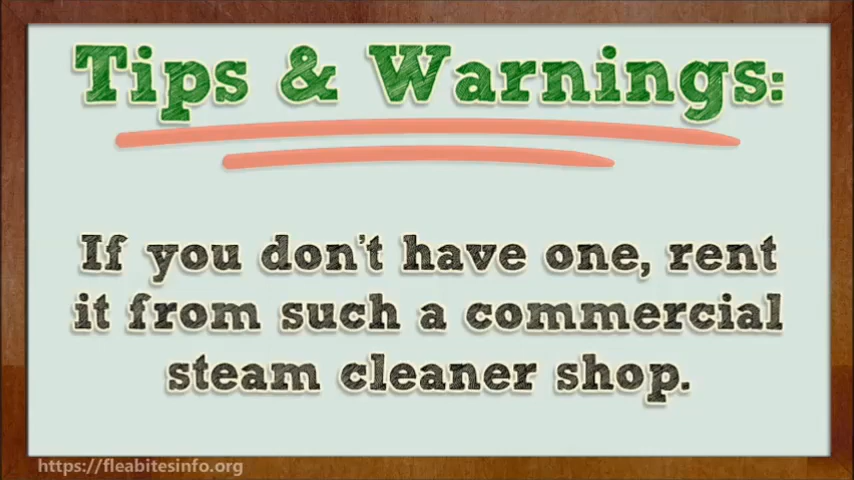 Tips & Warnings:
If you don't have one, rent
it from such a commercial
steam cleaner shop.
https://fleabitesinfo.org